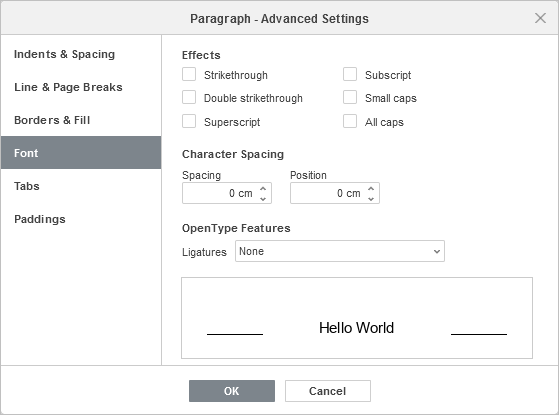 Paragraph - Advanced Settings
Indents & Spacing
Line & Page Breaks
Borders & Fill
Font
Tabs
Paddings
Effects
Strikethrough Subscript
Double strikethrough Small caps
Superscript All caps
Character Spacing
Spacing Position
0 cm 0 cm
OpenType Features
Ligatures None
Hello World
OK Cancel